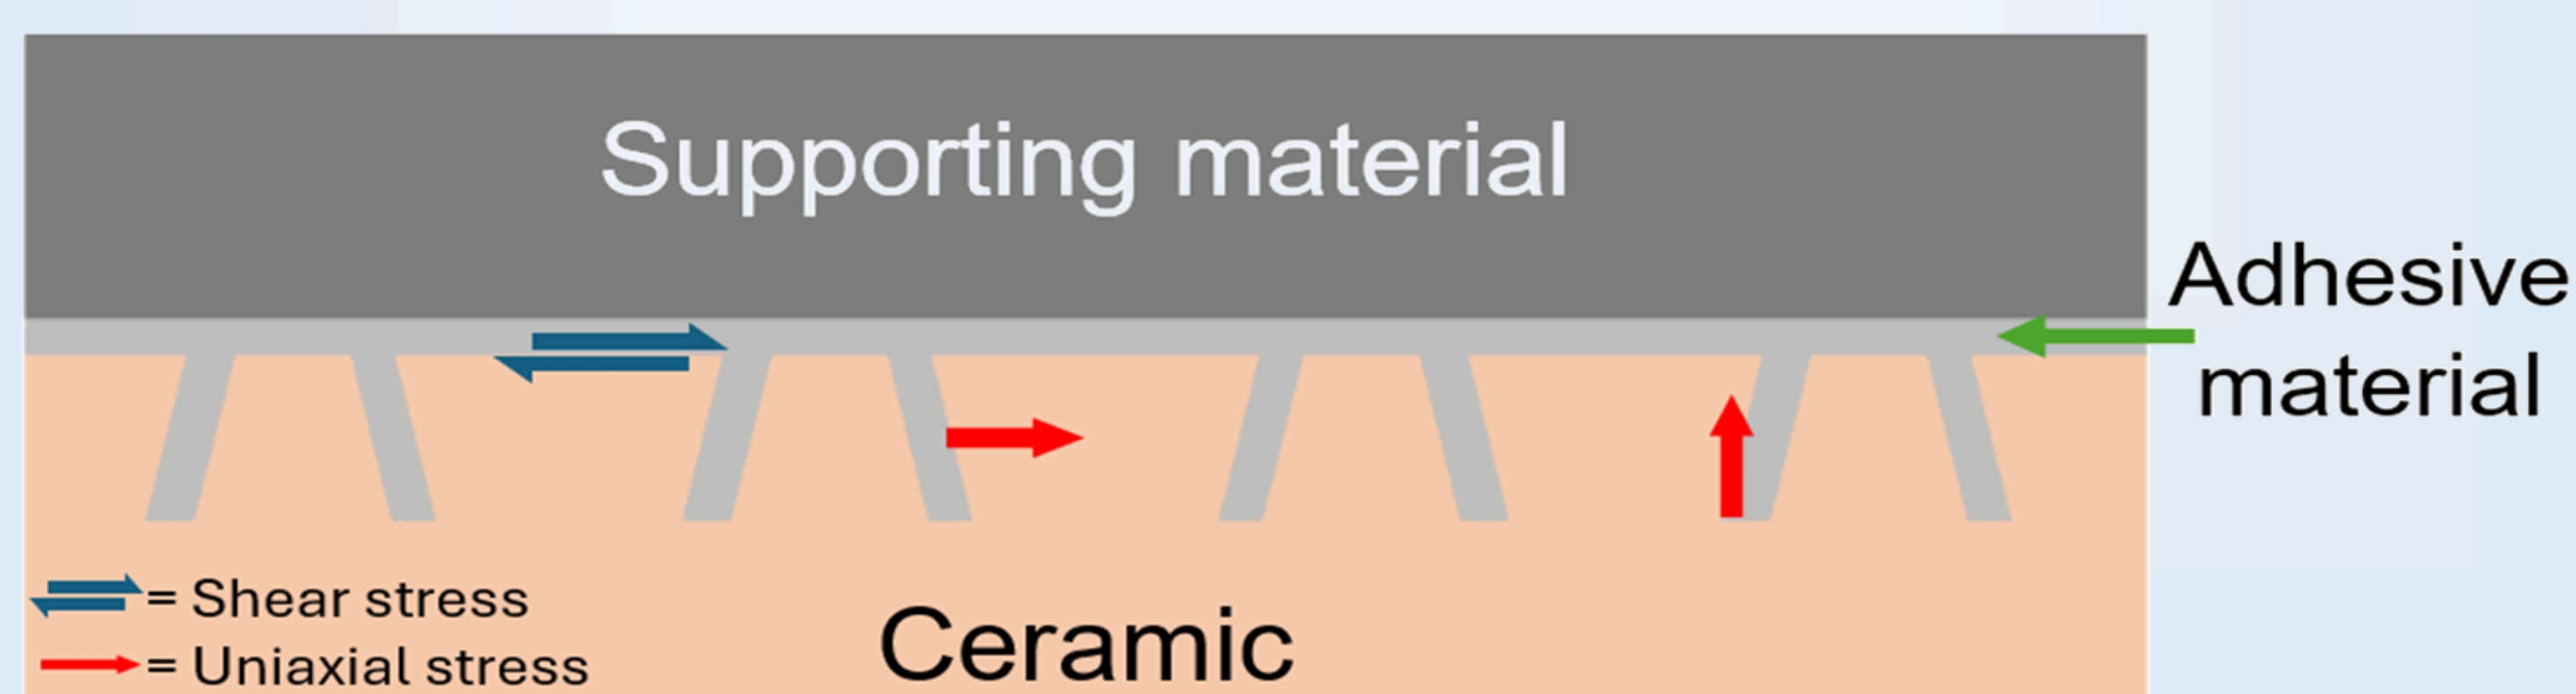 Supporting material
Adhesive
material
= Shear stress
= Uniaxial stress
Ceramic